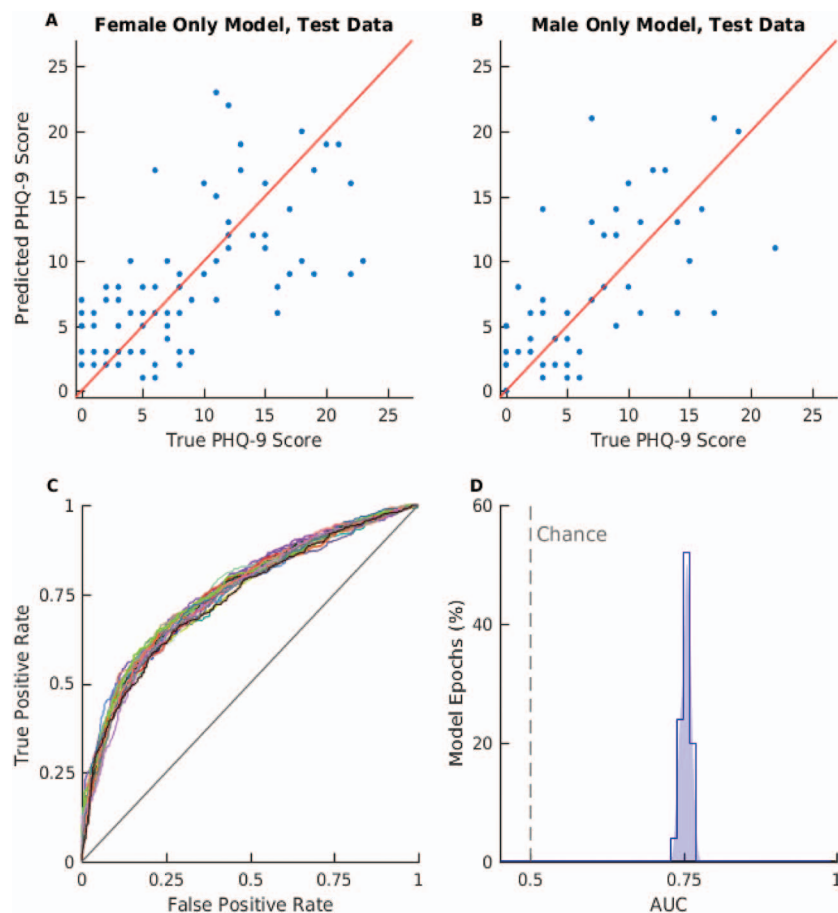 A Female Only Model, Test Data
B Male Only Model, Test Data
Predicted PHQ-9 Score
25
20
15
10
5
0
0 5 10 15 20 25
True PHQ-9 Score
25
20
15
10
5
0
0 5 10 15 20 25
True PHQ-9 Score
C
True Positive Rate
1
0.75
0.5
0.25
0
0 0.25 0.5 0.75 1
False Positive Rate
D
Model Epochs (%)
60
40
20
0
Chance
0.5 0.75 1
AUC